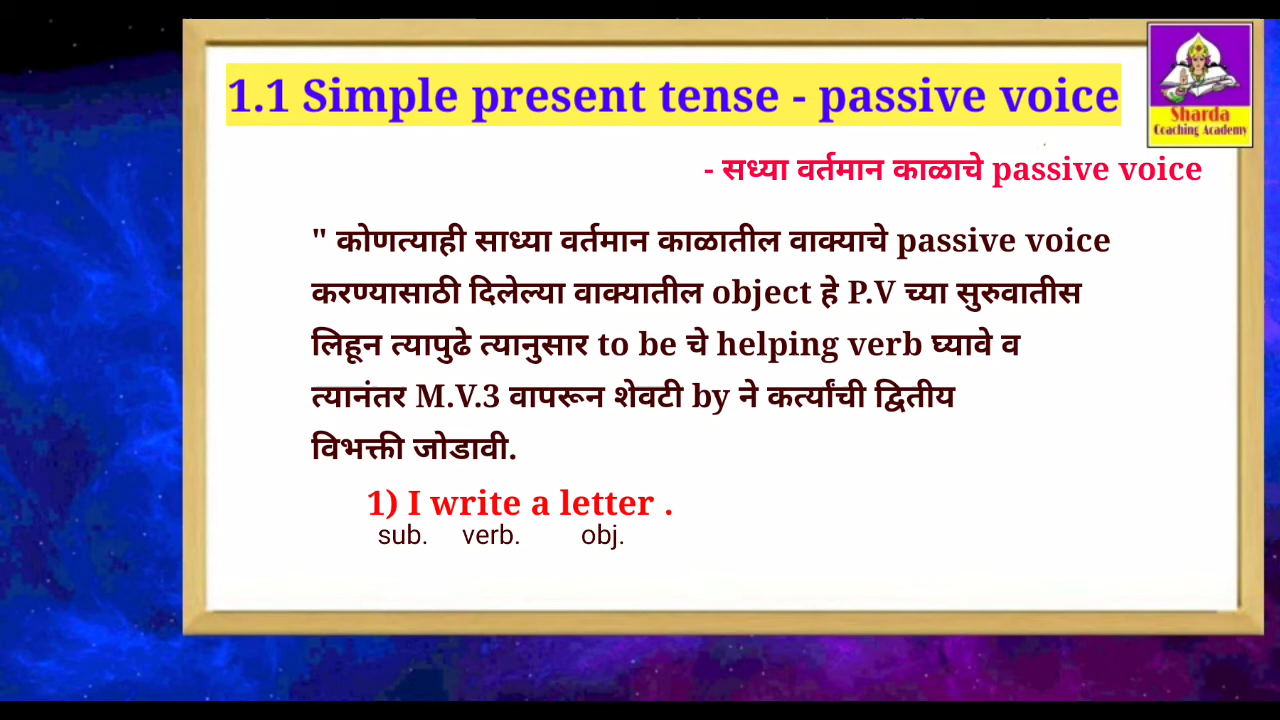 1.1 Simple present tense - passive voice
Sharda
Coaching Academy
- सध्या वर्तमान काळाचे passive voice
" कोणत्याही साध्या वर्तमान काळातील वाक्याचे passive voice
करण्यासाठी दिलेल्या वाक्यातील object हे P.V च्या सुरुवातीस
लिहून त्यापुढे त्यानुसार to be चे helping verb घ्यावे व
त्यानंतर M.V.3 वापरून शेवटी by ने कर्त्यांची द्वितीय
विभक्ती जोडावी.
1) I write a letter .
sub. verb. obj.